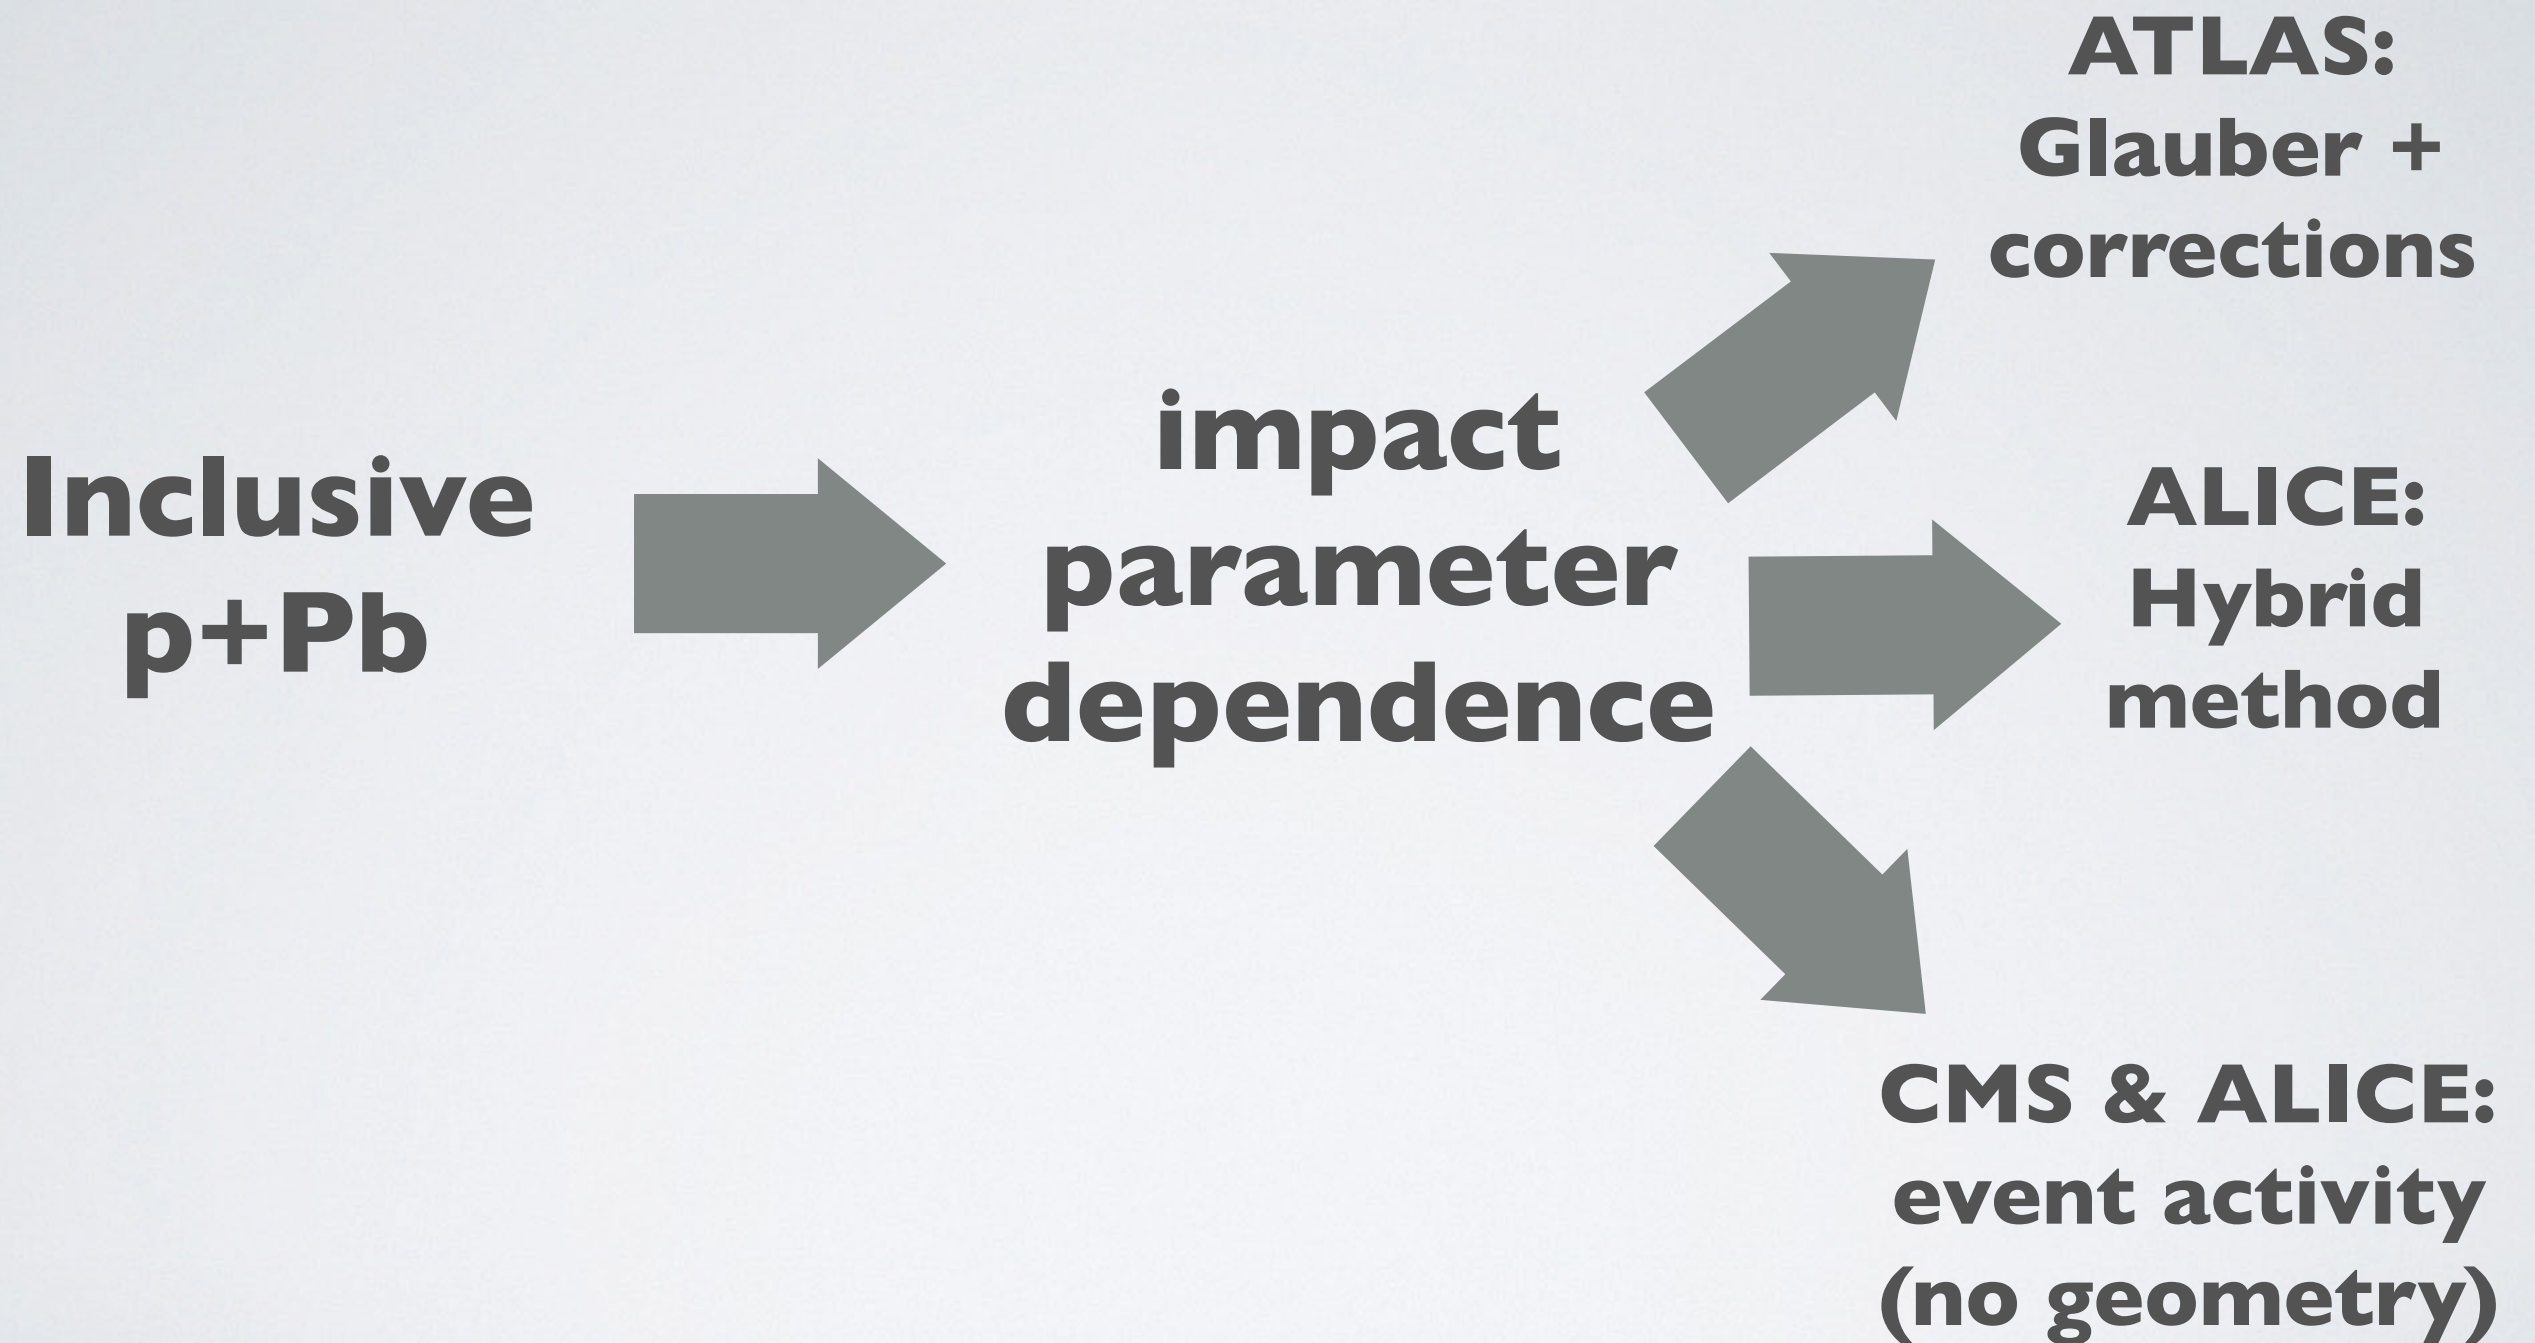 Inclusive
p+Pb
impact
parameter
dependence
ATLAS:
Glauber +
corrections
ALICE:
Hybrid
method
CMS & ALICE:
event activity
(no geometry)